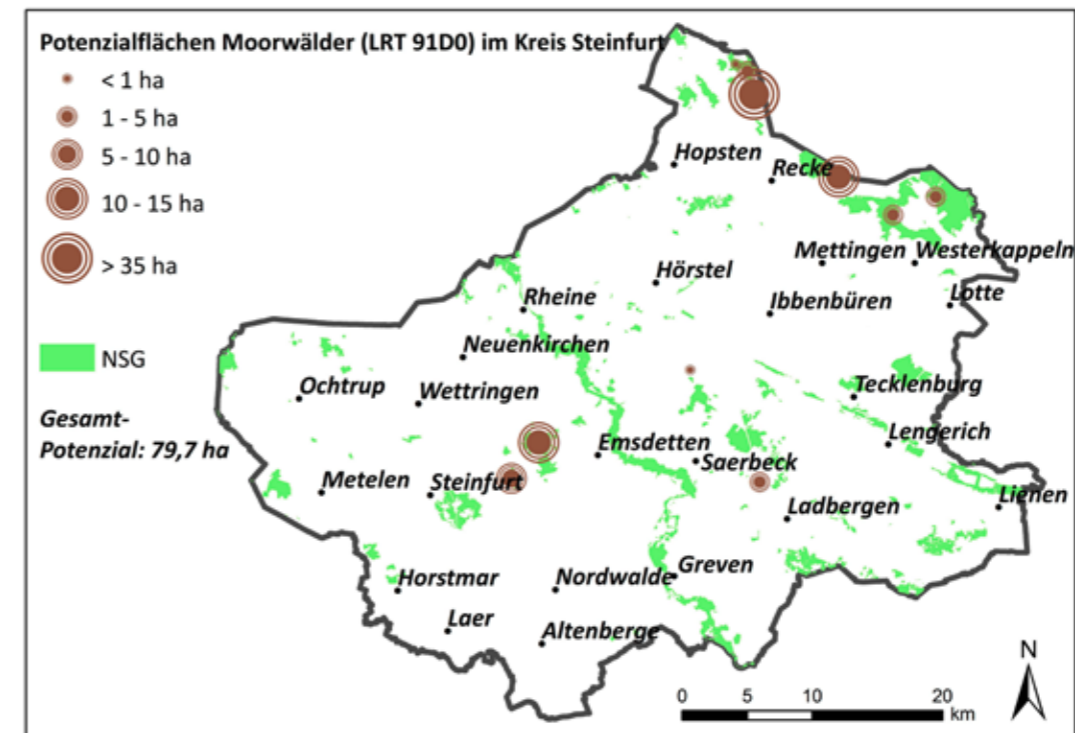 Potenzialflächen Moorwälder (LRT 91D0) im Kreis Steinfurt
< 1 ha
1 - 5 ha
5 - 10 ha
10 - 15 ha
> 35 ha
NSG
Gesamt-
Potenzial: 79,7 ha
Hopsten
Recke
Mettingen
Westerkappeln
Hörstel
Rheine
Ibbenbüren
Lotte
Neuenkirchen
Ochtrup
Wettringen
Tecklenburg
Emsdetten
Saerbeck
Lengerich
Metelen
Steinfurt
Ladbergen
Lienen
Horstmar
Nordwalde
Greven
Laer
Altenberge
N
0 5 10 20
km